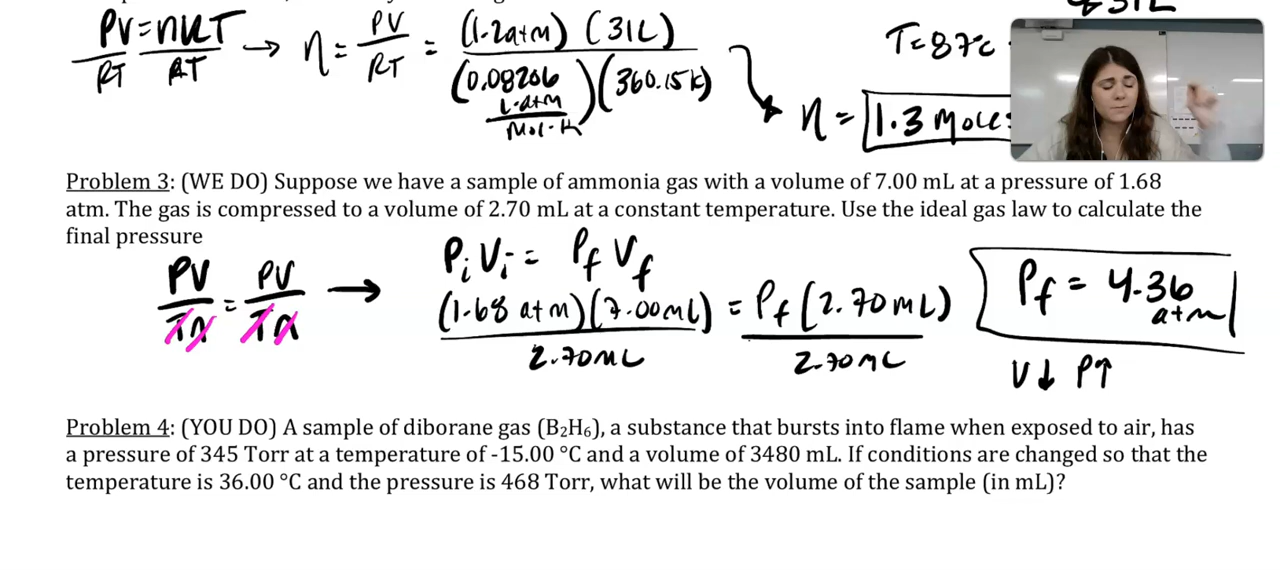 PV=nRT → n= PV/RT = (1.2atm) (31L) / (0.08206 L·atm/mol·K)(360.15K)
RT RT
T=87°C
n= 1.3 mole
Problem 3: (WE DO) Suppose we have a sample of ammonia gas with a volume of 7.00 mL at a pressure of 1.68
atm. The gas is compressed to a volume of 2.70 mL at a constant temperature. Use the ideal gas law to calculate the
final pressure
PV/Tn = PV/Tn →
PiVi = PfVf
(1.68 atm)(7.00mL) = Pf(2.70mL)
2.70mL 2.70mL
Pf = 4.36 atm
V↓ P↑
Problem 4: (YOU DO) A sample of diborane gas (B₂H₆), a substance that bursts into flame when exposed to air, has
a pressure of 345 Torr at a temperature of -15.00 °C and a volume of 3480 mL. If conditions are changed so that the
temperature is 36.00 °C and the pressure is 468 Torr, what will be the volume of the sample (in mL)?